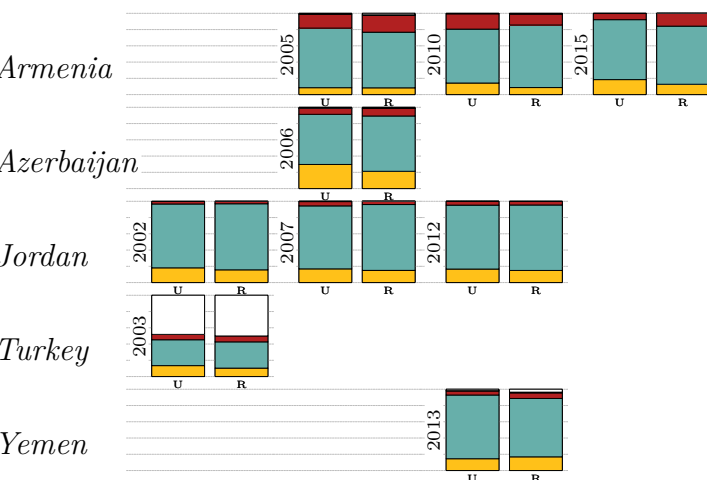 Armenia
2005
U
R
2010
U
R
2015
U
R
Azerbaijan
2006
U
R
Jordan
2002
U
R
2007
U
R
2012
U
R
Turkey
2003
U
R
Yemen
2013
U
R